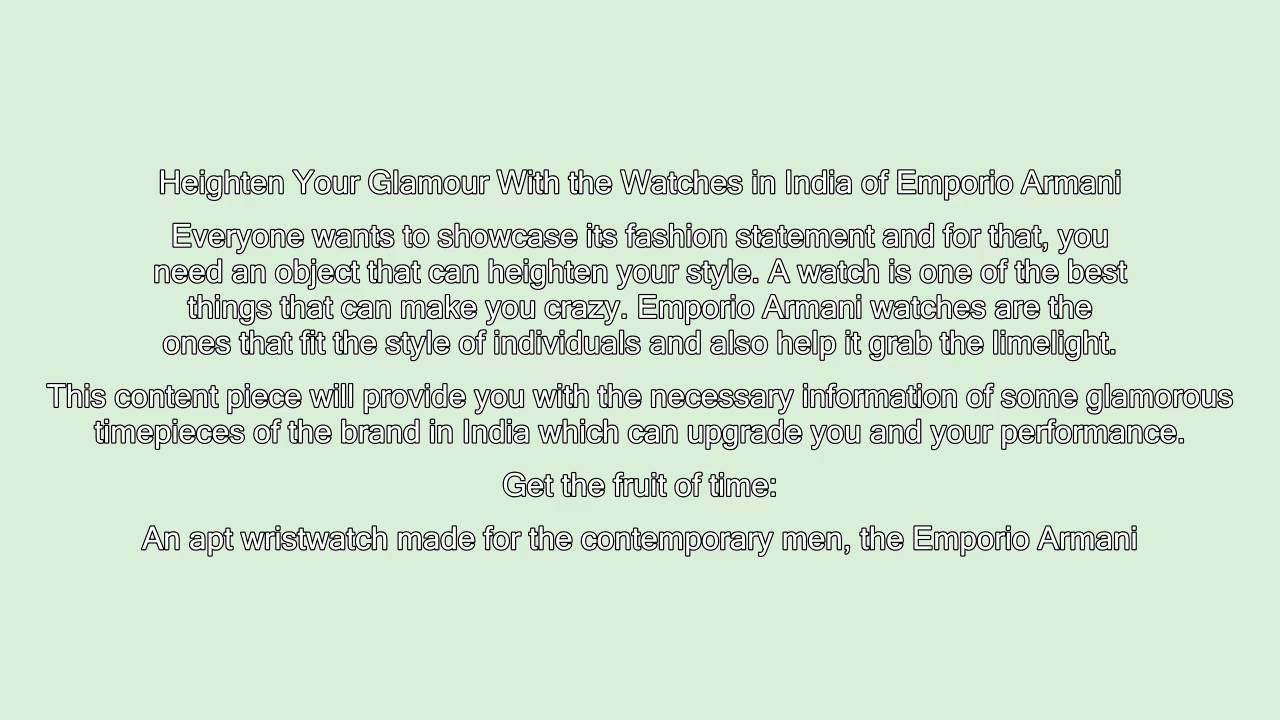 Heighten Your Glamour With the Watches in India of Emporio Armani
Everyone wants to showcase its fashion statement and for that, you
need an object that can heighten your style. A watch is one of the best
things that can make you crazy. Emporio Armani watches are the
ones that fit the style of individuals and also help it grab the limelight.
This content piece will provide you with the necessary information of some glamorous
timepieces of the brand in India which can upgrade you and your performance.
Get the fruit of time:
An apt wristwatch made for the contemporary men, the Emporio Armani